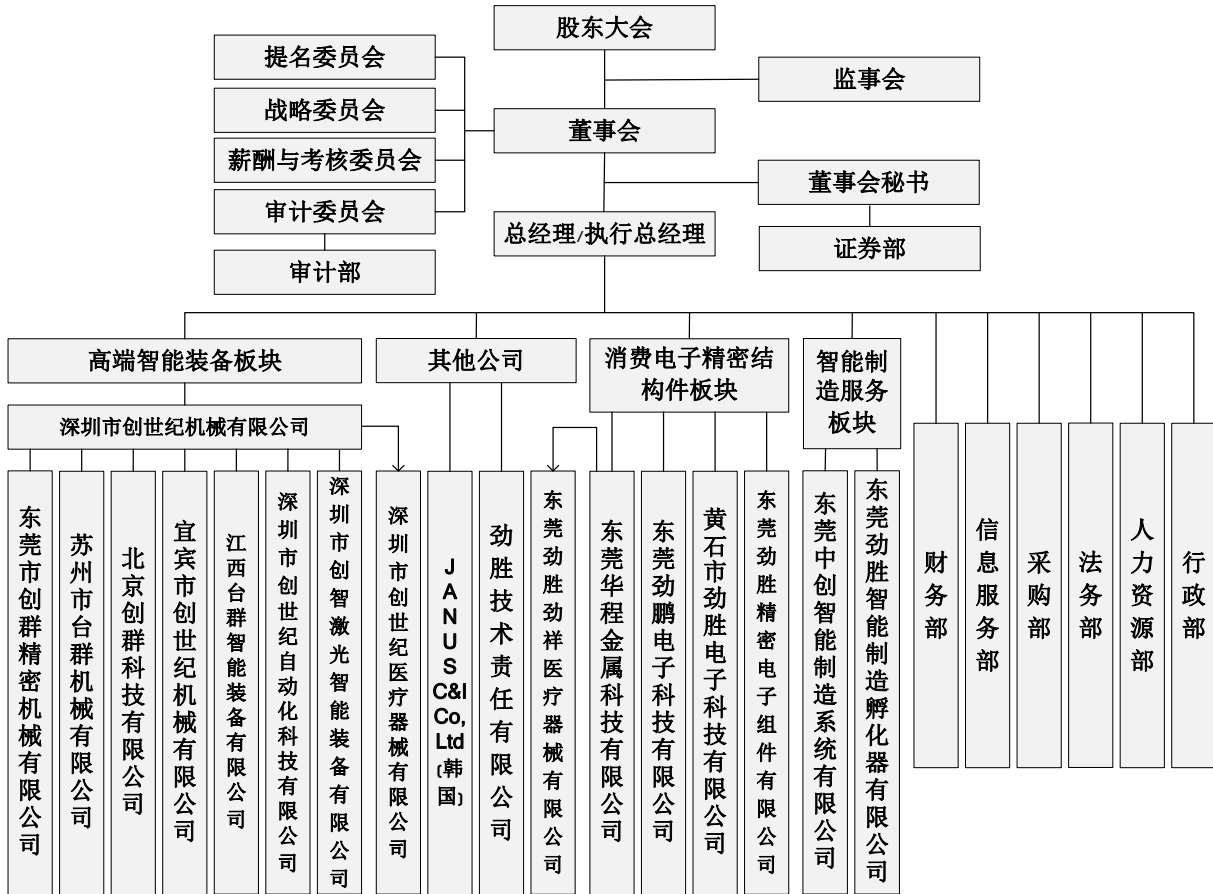 股东大会
提名委员会
监事会
战略委员会
董事会
薪酬与考核委员会
董事会秘书
审计委员会
总经理/执行总经理
证券部
审计部
高端智能装备板块
其他公司
消费电子精密结
构件板块
智能制
造服务
板块
深圳市创世纪机械有限公司
东莞市创群精密机械有限公司
苏州市台群机械有限公司
北京创群科技有限公司
宜宾市创世纪机械有限公司
江西台群智能装备有限公司
深圳市创世纪自动化科技有限公司
深圳市创智激光智能装备有限公司
深圳市创世纪医疗器械有限公司
JANUS
C&I
Co,
Ltd
(韩国)
劲胜技术责任有限公司
东莞劲胜劲祥医疗器械有限公司
东莞华程金属科技有限公司
东莞劲鹏电子科技有限公司
黄石市劲胜电子科技有限公司
东莞劲胜精密电子组件有限公司
东莞中创智能制造系统有限公司
东莞劲胜智能制造孵化器有限公司
财务部
信息服务部
采购部
法务部
人力资源部
行政部